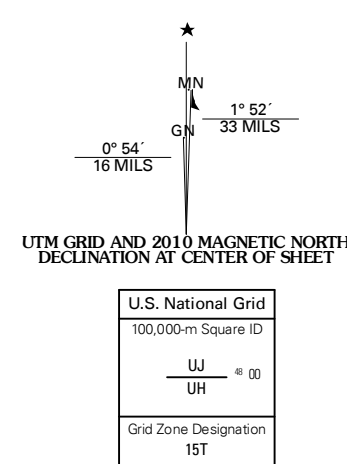 ★
MN
1° 52´
33 MILS
GN
0° 54´
16 MILS
UTM GRID AND 2010 MAGNETIC NORTH
DECLINATION AT CENTER OF SHEET
U.S. National Grid
100,000-m Square ID
UJ
48 00
UH
Grid Zone Designation
15T